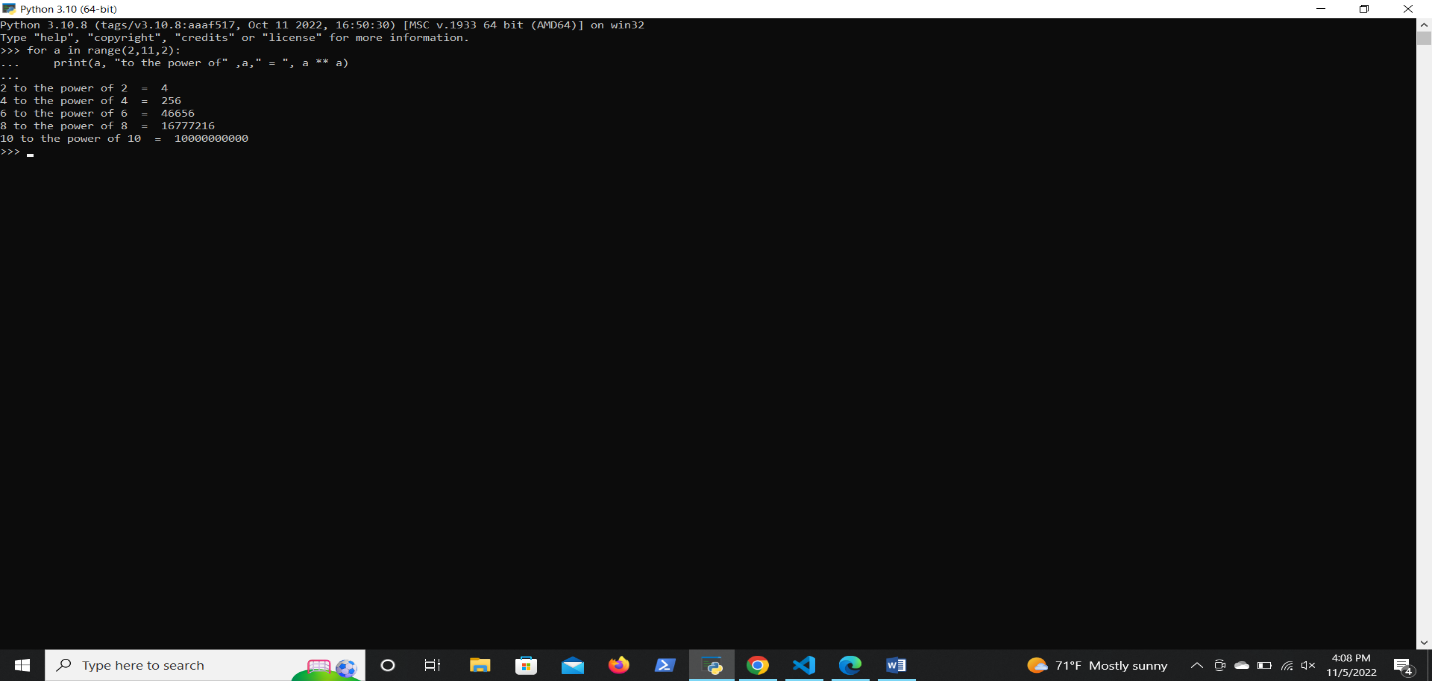 Python 3.10 (64-bit)
Python 3.10.8 (tags/v3.10.8:aaaf517, Oct 11 2022, 16:50:30) [MSC v.1933 64 bit (AMD64)] on win32
Type "help", "copyright", "credits" or "license" for more information.
>>> for a in range(2,11,2):
...     print(a, "to the power of" ,a," = ", a ** a)
...
2 to the power of 2  =  4
4 to the power of 4  =  256
6 to the power of 6  =  46656
8 to the power of 8  =  16777216
10 to the power of 10  =  10000000000
>>>
Type here to search
71°F Mostly sunny
4:08 PM
11/5/2022
4